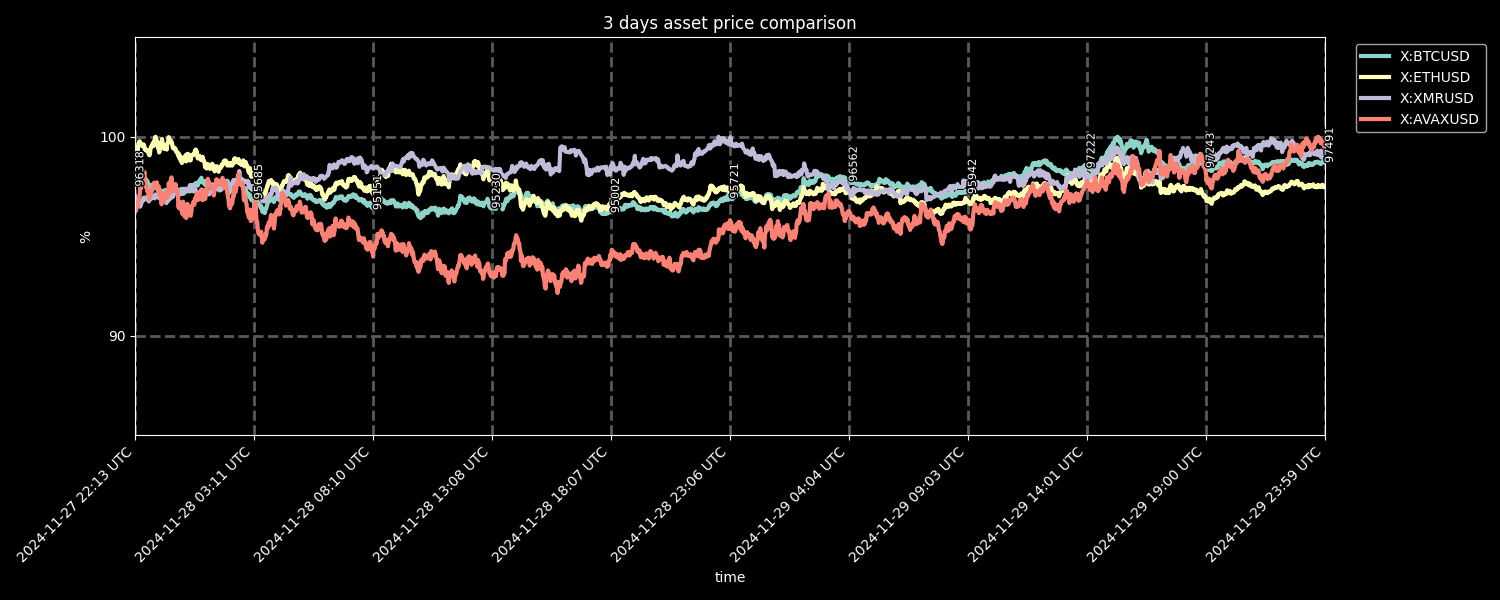 3 days asset price comparison
X:BTCUSD
X:ETHUSD
X:XMRUSD
X:AVAXUSD
100
90
%
96318
95685
95151
95230
95002
95721
96562
95942
97222
97243
97491
2024-11-27 22:13 UTC
2024-11-28 03:11 UTC
2024-11-28 08:10 UTC
2024-11-28 13:08 UTC
2024-11-28 18:07 UTC
2024-11-28 23:06 UTC
2024-11-29 04:04 UTC
2024-11-29 09:03 UTC
2024-11-29 14:01 UTC
2024-11-29 19:00 UTC
2024-11-29 23:59 UTC
time